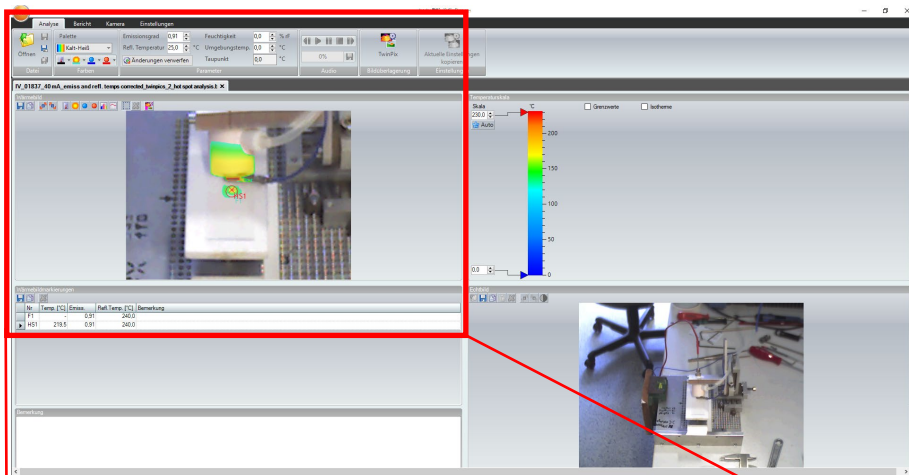 Analyse Bericht Kamera Einstellungen
Öffnen
Datei
Palette
Kalt-Heiß
Farben
Emissionsgrad 0,91 Feuchtigkeit 0,0 % rF
Refl. Temperatur 25,0 °C Umgebungstemp. 0,0 °C
Änderungen verwerfen Taupunkt 0,0 °C
Parameter
0%
Audio
TwinPix
Bildüberlagerung
Aktuelle Einstellungen
kopieren
Einstellung
IV_01837_40 mA_emiss and refl. temps corrected_twinpics_2_hot spot analysis.t
Wärmebild
HS1
Temperaturskala
Skala °C
230.0
Auto
Grenzwerte Isotherme
200
150
100
50
0.0
0
Wärmebildmarkierungen
Nr Temp. [°C] Emiss. Refl.Temp. [°C] Bemerkung
F1 - 0.91 240.0
HS1 219.5 0.91 240.0
Echtbild
Bemerkung